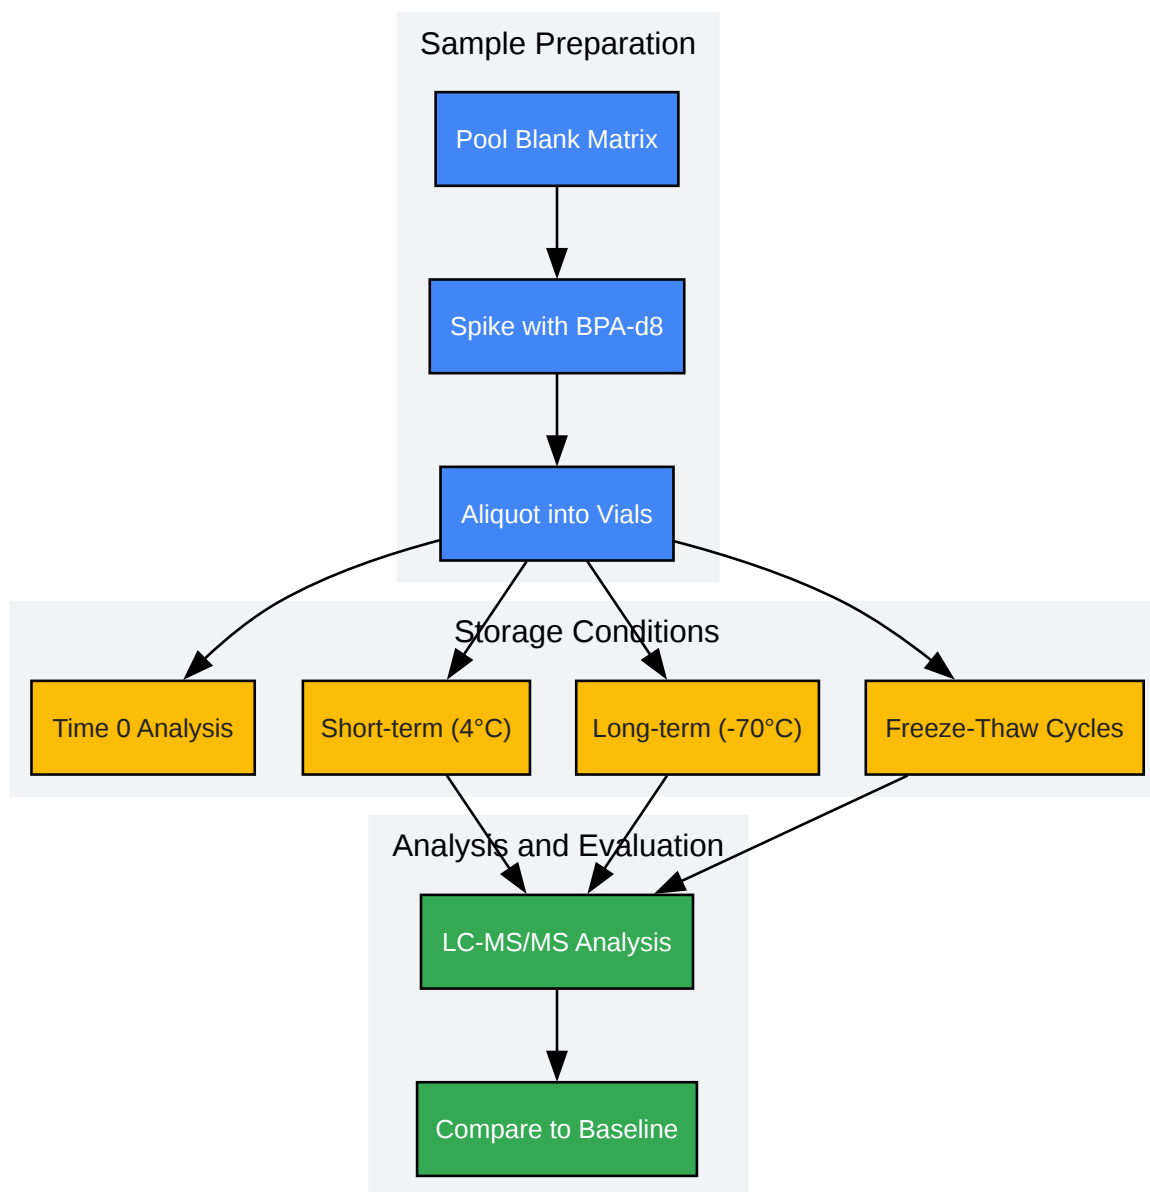 Sample Preparation
Pool Blank Matrix
Spike with BPA-d8
Aliquot into Vials
Storage Conditions
Time 0 Analysis
Short-term (4°C)
Long-term (-70°C)
Freeze-Thaw Cycles
Analysis and Evaluation
LC-MS/MS Analysis
Compare to Baseline